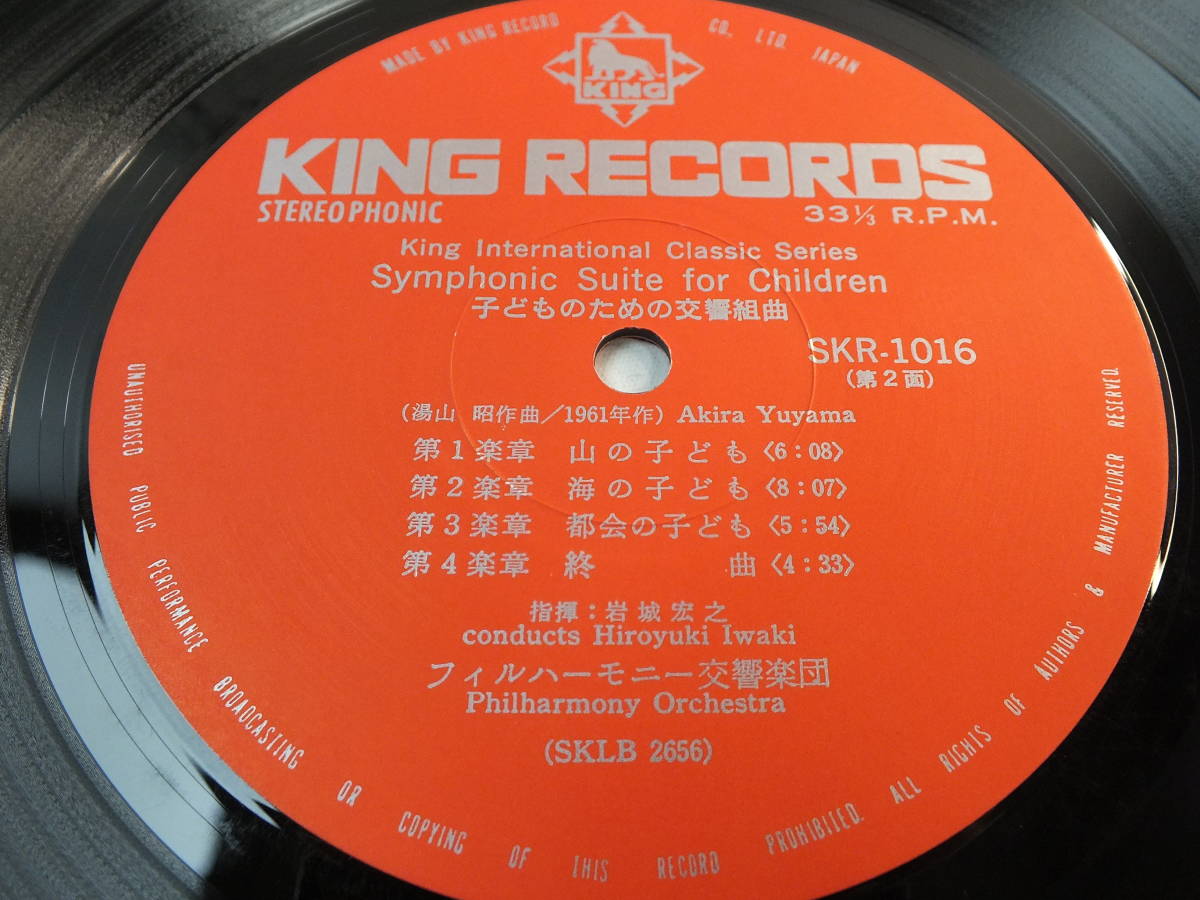 MADE BY KING RECORD CO., LTD. JAPAN
KING
KING RECORDS
STEREOPHONIC 33⅓ R.P.M.
King International Classic Series
Symphonic Suite for Children
子どものための交響組曲
SKR-1016
(第2面)
(湯山 昭作曲/1961年作) Akira Yuyama
第1楽章 山の子ども〈6:08〉
第2楽章 海の子ども〈8:07〉
第3楽章 都会の子ども〈5:54〉
第4楽章 終 曲〈4:33〉
指揮:岩城宏之
conducts Hiroyuki Iwaki
フィルハーモニー交響楽団
Philharmony Orchestra
(SKLB 2656)
UNAUTHORISED PUBLIC PERFORMANCE BROADCASTING OR COPYING OF THIS RECORD PROHIBITED. ALL RIGHTS OF AUTHORS & MANUFACTURER RESERVED.